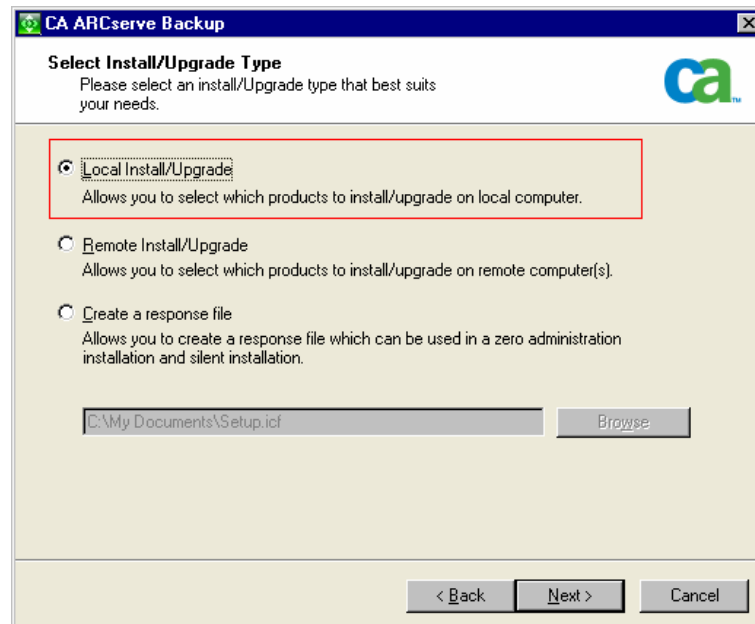 CA ARCserve Backup
Select Install/Upgrade Type
Please select an install/Upgrade type that best suits
your needs.
ca
TM
Local Install/Upgrade
Allows you to select which products to install/upgrade on local computer.
Remote Install/Upgrade
Allows you to select which products to install/upgrade on remote computer(s).
Create a response file
Allows you to create a response file which can be used in a zero administration
installation and silent installation.
C:\My Documents\Setup.icf
Browse
< Back
Next >
Cancel